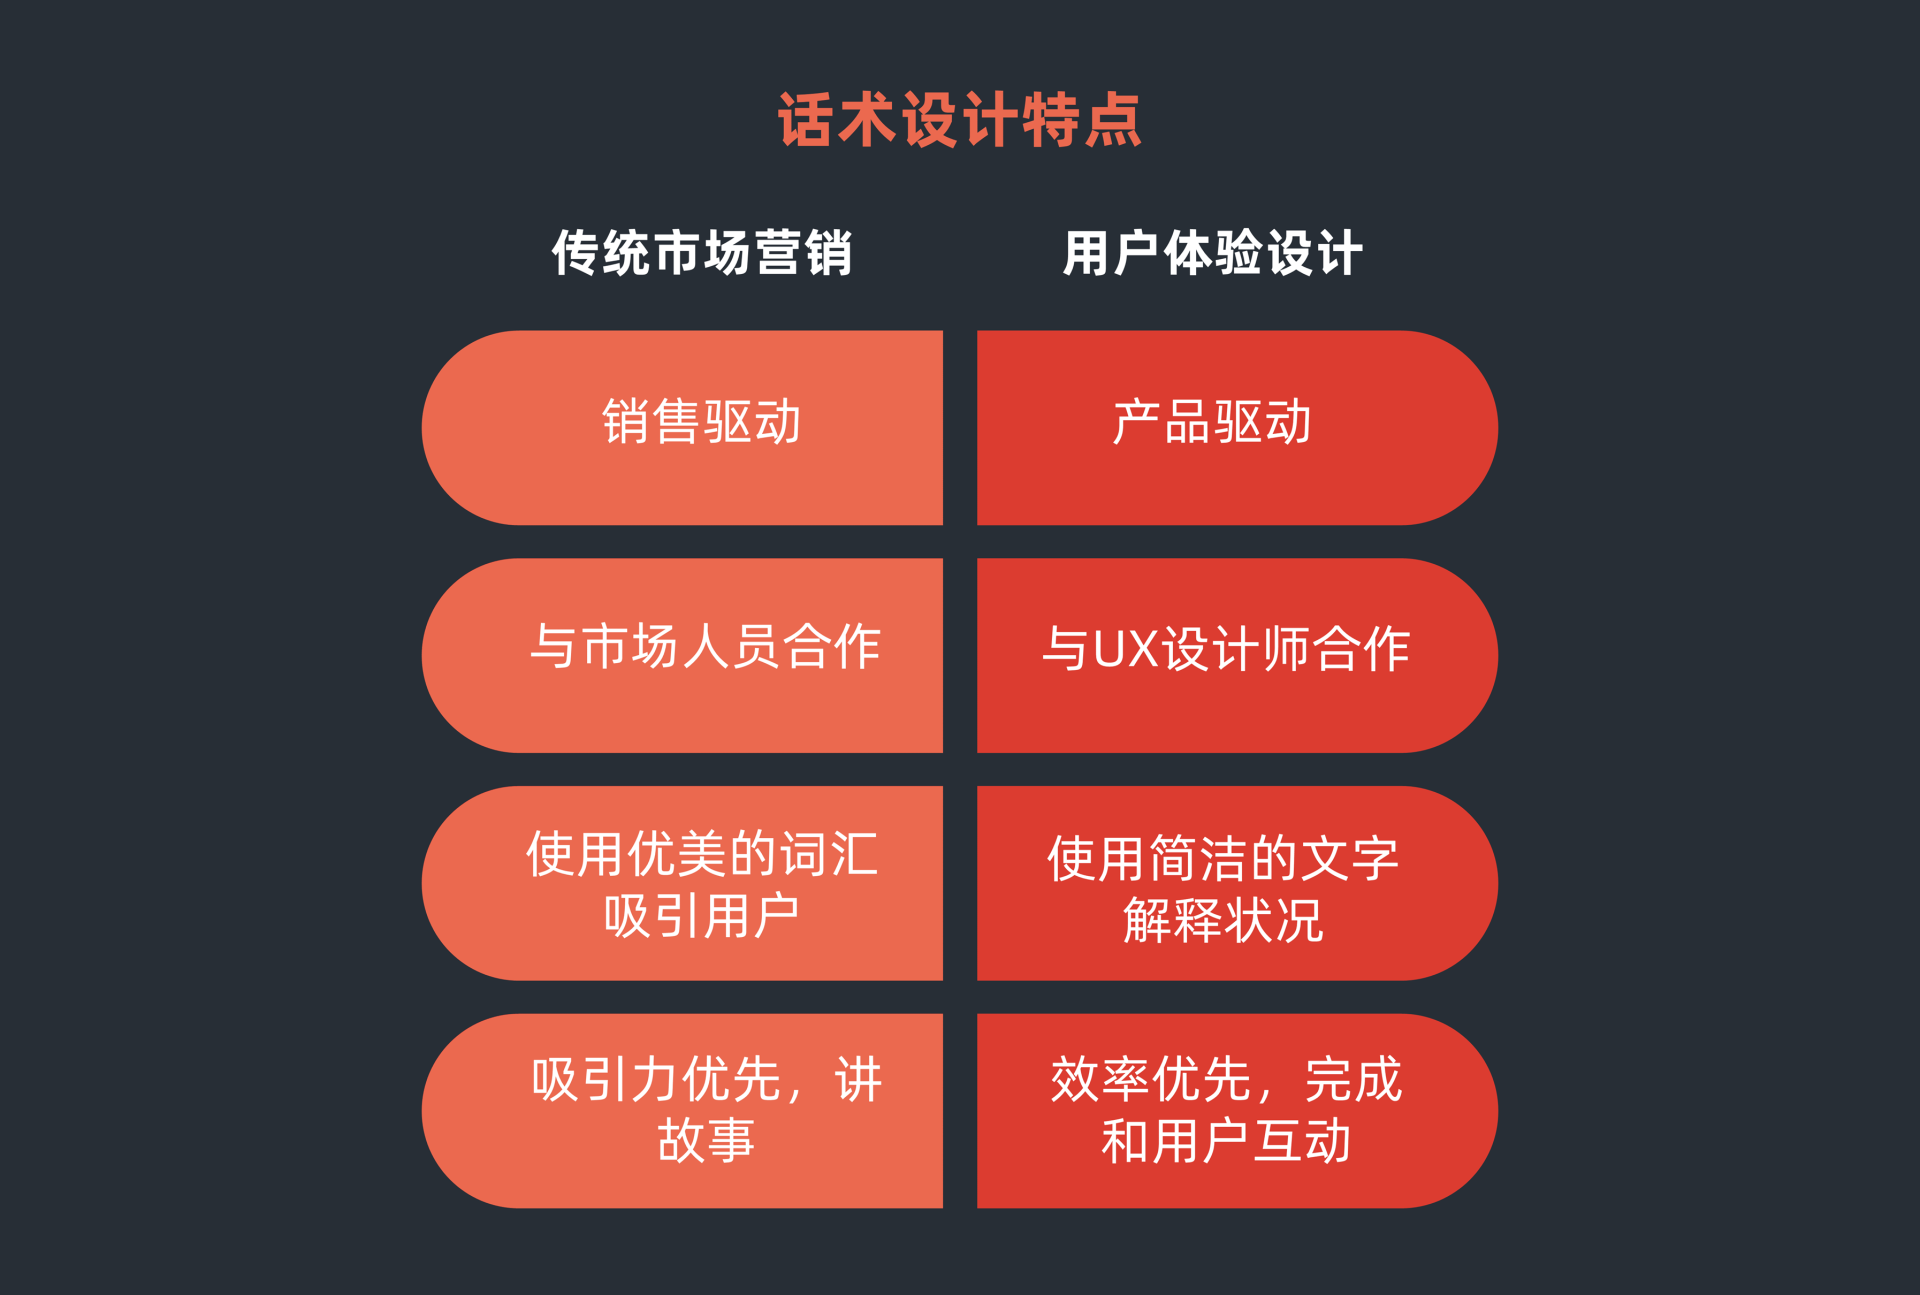 话术设计特点
传统市场营销
用户体验设计
销售驱动
产品驱动
与市场人员合作
与UX设计师合作
使用优美的词汇
吸引用户
使用简洁的文字
解释状况
吸引力优先，讲
故事
效率优先，完成
和用户互动